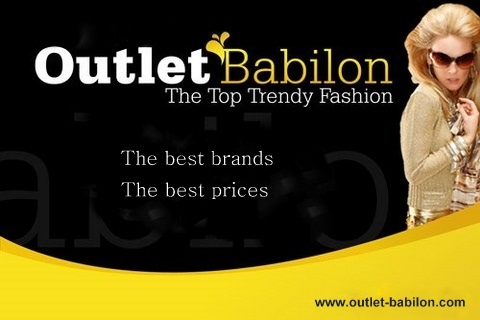 Outlet Babilon
The Top Trendy Fashion
The best brands
The best prices
www.outlet-babilon.com